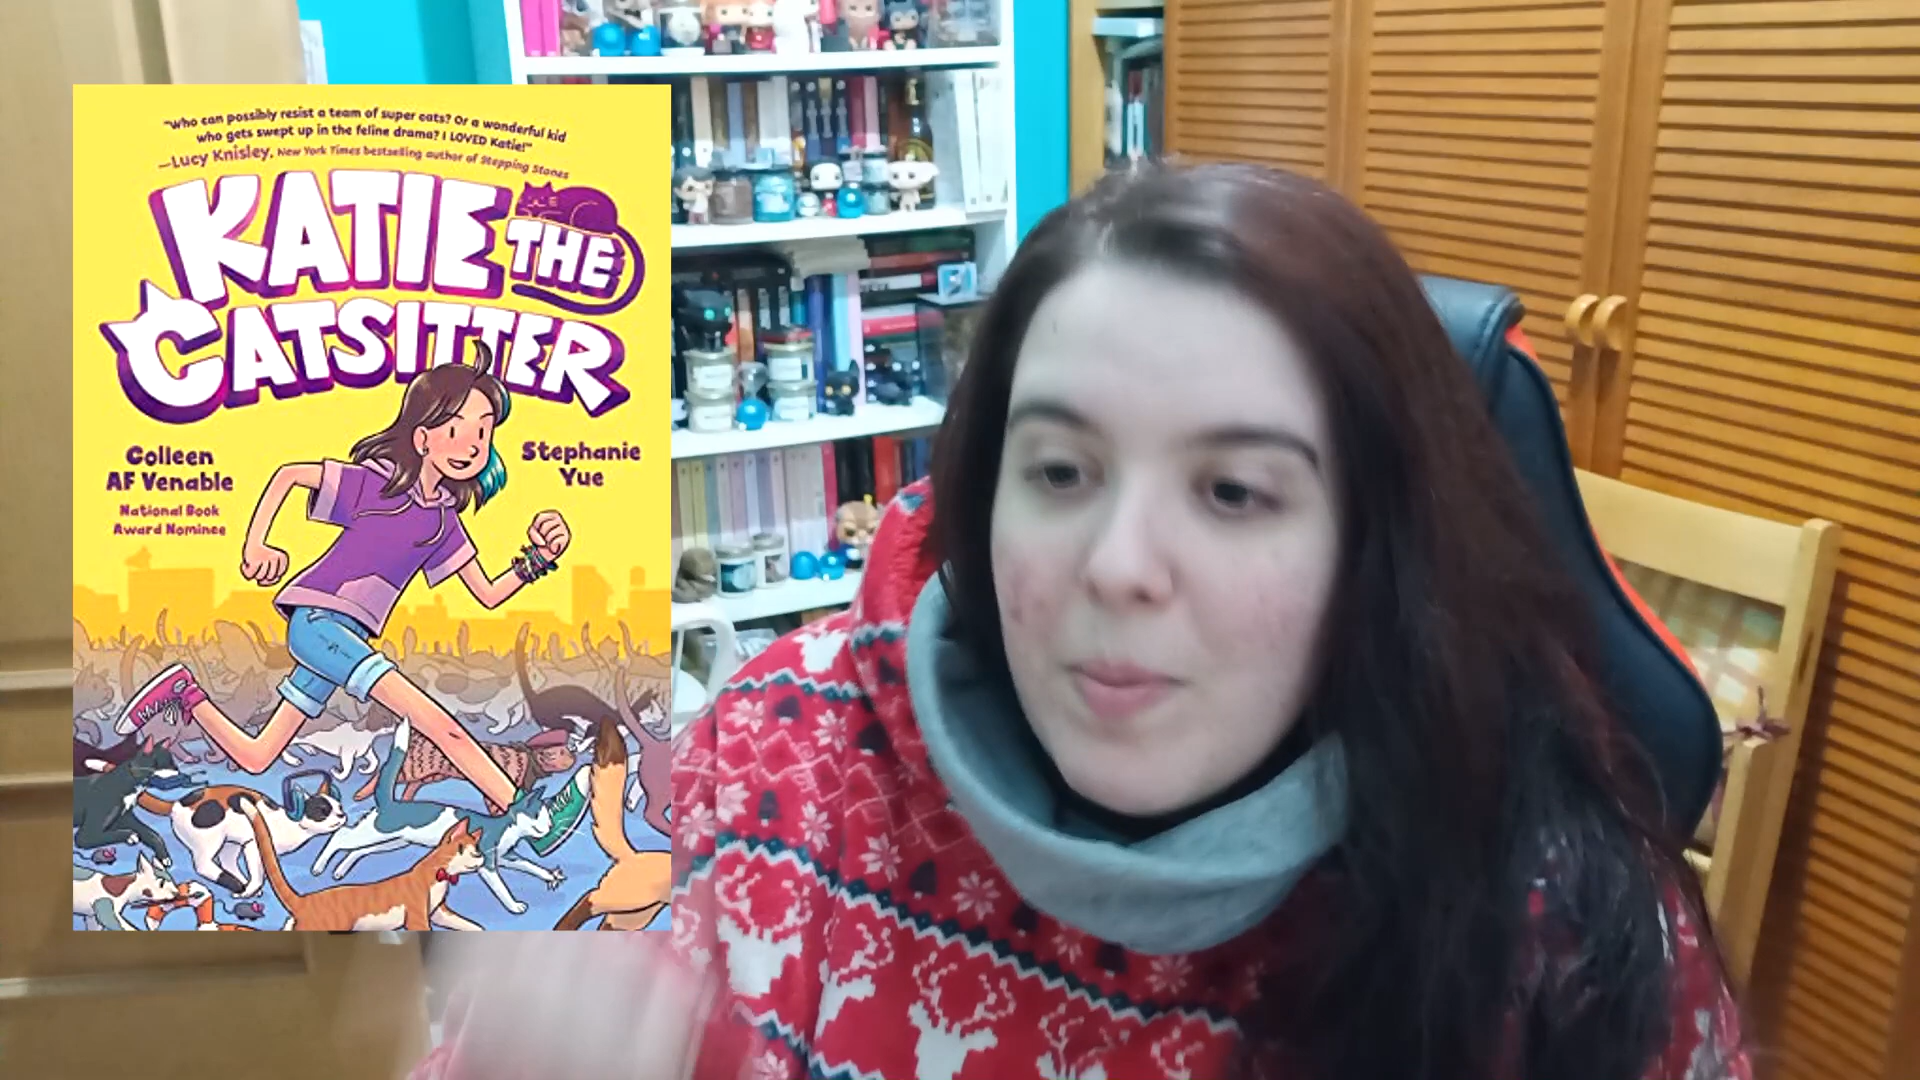 "Who can possibly resist a team of super cats? Or a wonderful kid
who gets swept up in the feline drama? I LOVED Katie!"
—Lucy Knisley, New York Times bestselling author of Stepping Stones
KATIE THE
CATSITTER
Colleen
AF Venable
National Book
Award Nominee
Stephanie
Yue